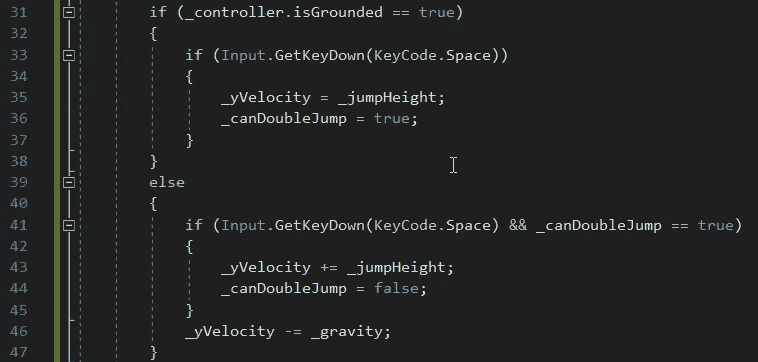 31 if (_controller.isGrounded == true)
32 {
33 if (Input.GetKeyDown(KeyCode.Space))
34 {
35 _yVelocity = _jumpHeight;
36 _canDoubleJump = true;
37 }
38 }
39 else
40 {
41 if (Input.GetKeyDown(KeyCode.Space) && _canDoubleJump == true)
42 {
43 _yVelocity += _jumpHeight;
44 _canDoubleJump = false;
45 }
46 _yVelocity -= _gravity;
47 }